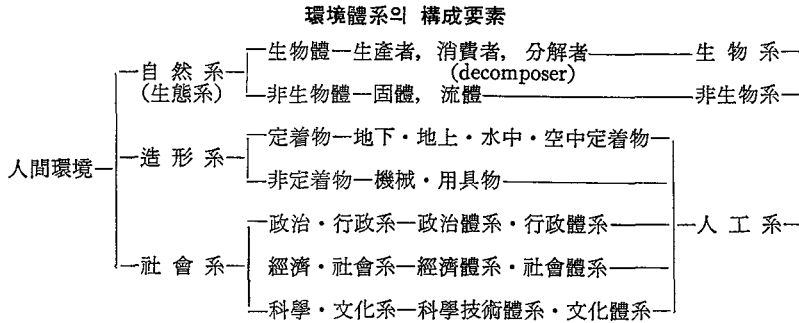 環境體系의 構成要素
生物體 生產者, 消費者, 分解者 生物系
自然系 (decomposer)
(生態系) 非生物體 固體, 流體 非生物系
定着物 地下・地上・水中・空中定着物
人間環境 造形系
非定着物 機械・用具物
政治・行政系 政治體系・行政體系 人工系
社會系 經濟・社會系 經濟體系・社會體系
科學・文化系 科學技術體系・文化體系